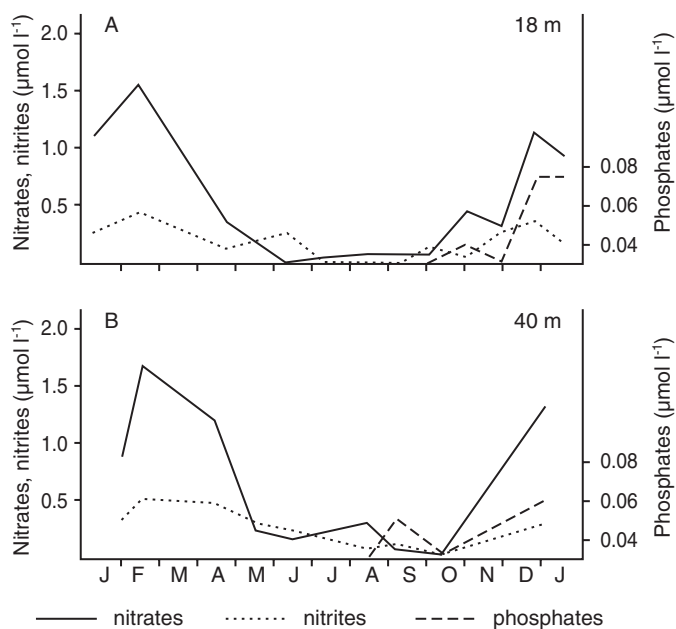 A
18 m
Nitrates, nitrites (μmol l-1)
2.0
1.5
1.0
0.5
Phosphates (μmol l-1)
0.08
0.06
0.04
B
40 m
Nitrates, nitrites (μmol l-1)
2.0
1.5
1.0
0.5
Phosphates (μmol l-1)
0.08
0.06
0.04
J F M A M J J A S O N D J
nitrates nitrites phosphates